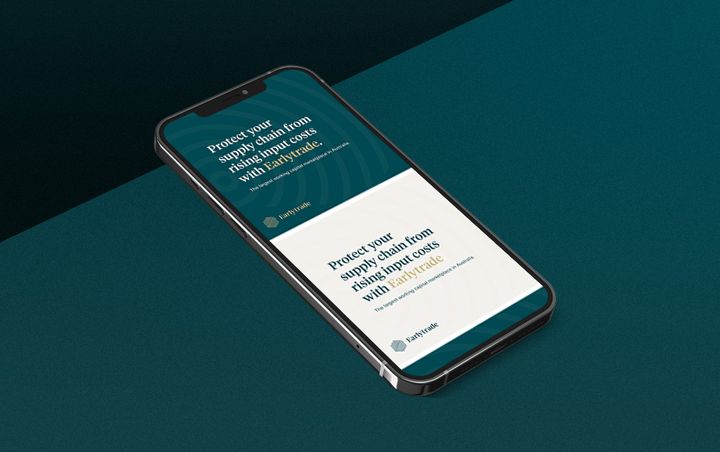 Protect your
supply chain from
rising input costs
with Earlytrade.
The largest working capital marketplace in Australia
Earlytrade
Protect your
supply chain from
rising input costs
with Earlytrade
The largest working capital marketplace in Australia
Earlytrade